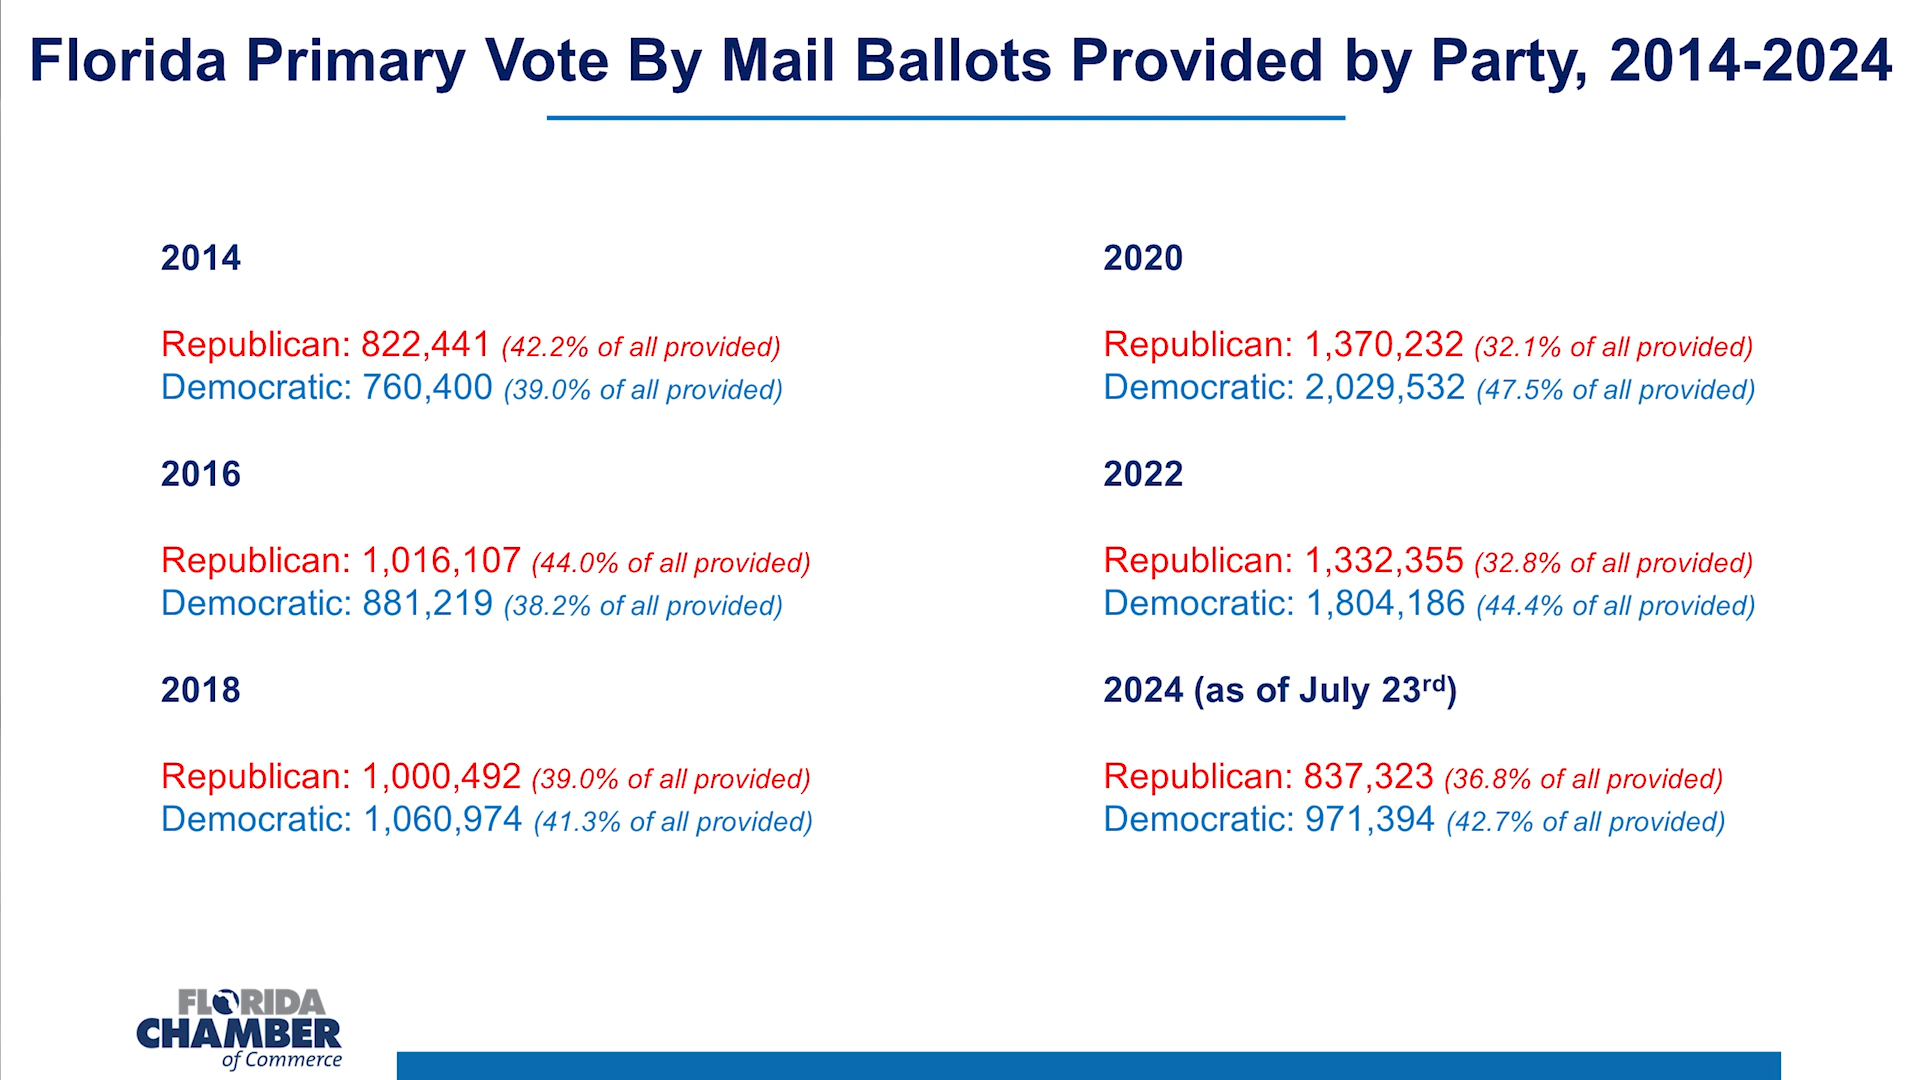 Florida Primary Vote By Mail Ballots Provided by Party, 2014-2024
2014
Republican: 822,441 (42.2% of all provided)
Democratic: 760,400 (39.0% of all provided)
2016
Republican: 1,016,107 (44.0% of all provided)
Democratic: 881,219 (38.2% of all provided)
2018
Republican: 1,000,492 (39.0% of all provided)
Democratic: 1,060,974 (41.3% of all provided)
2020
Republican: 1,370,232 (32.1% of all provided)
Democratic: 2,029,532 (47.5% of all provided)
2022
Republican: 1,332,355 (32.8% of all provided)
Democratic: 1,804,186 (44.4% of all provided)
2024 (as of July 23rd)
Republican: 837,323 (36.8% of all provided)
Democratic: 971,394 (42.7% of all provided)
FLORIDA
CHAMBER
of Commerce